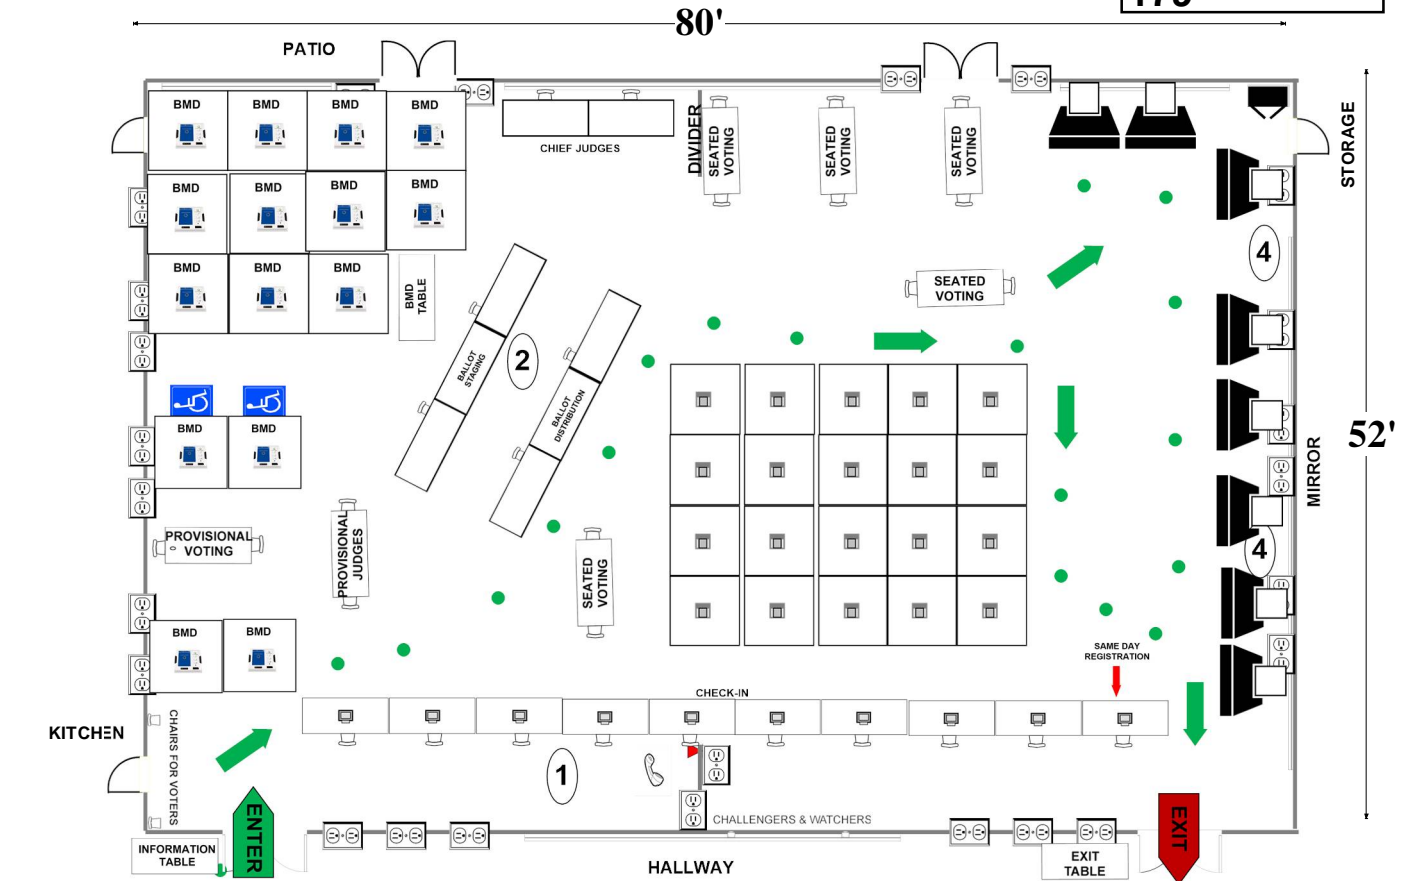 175
80'
PATIO
BMD
BMD
BMD
BMD
CHIEF JUDGES
DIVIDER
SEATED
VOTING
SEATED
VOTING
SEATED
VOTING
STORAGE
BMD
BMD
BMD
BMD
4
BMD
BMD
BMD
BMD
TABLE
SEATED
VOTING
2
BALLOT
STAGING
BALLOT
DISTRIBUTION
BMD
BMD
52'
MIRROR
PROVISIONAL
VOTING
PROVISIONAL
JUDGES
SEATED
VOTING
4
BMD
BMD
SAME DAY
REGISTRATION
CHECK-IN
KITCHEN
CHAIRS FOR VOTERS
1
ENTER
CHALLENGERS & WATCHERS
EXIT
INFORMATION
TABLE
HALLWAY
EXIT
TABLE